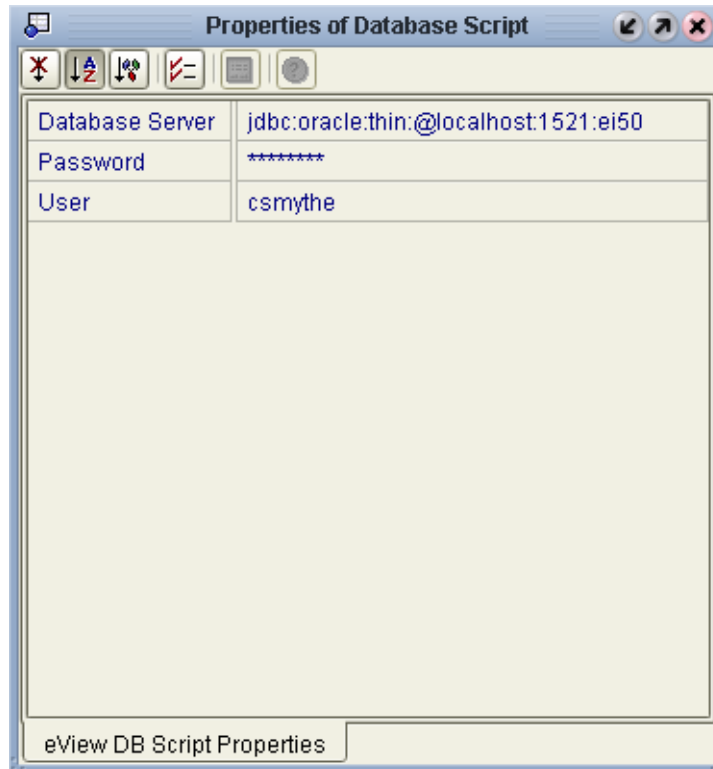 Properties of Database Script
Database Server jdbc:oracle:thin:@localhost:1521:ei50
Password ********
User csmythe
eView DB Script Properties